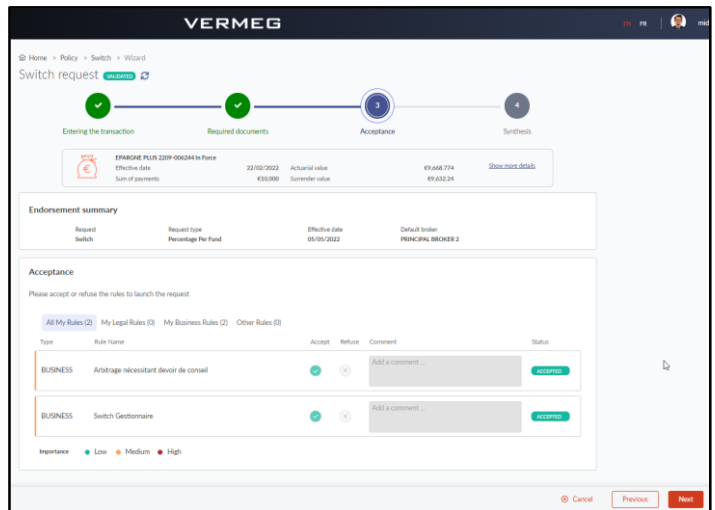 VERMEG
EN FR mid
Home > Policy > Switch > Wizard
Switch request VALIDATED
3 4
Entering the transaction Required documents Acceptance Synthesis
EPARGNE PLUS 2209-006244 In Force
Effective date 22/02/2022 Actuarial value €9,668.774 Show more details
Sum of payments €10,000 Surrender value €9,632.24
Endorsement summary
Request Request type Effective date Default broker
Switch Percentage Per Fund 05/05/2022 PRINCIPAL BROKER 2
Acceptance
Please accept or refuse the rules to launch the request
All My Rules (2) My Legal Rules (0) My Business Rules (2) Other Rules (0)
Type Rule Name Accept Refuse Comment Status
Add a comment ...
BUSINESS Arbitrage nécessitant devoir de conseil ACCEPTED
Add a comment ...
BUSINESS Switch Gestionnaire ACCEPTED
Importance Low Medium High
Cancel Previous Next